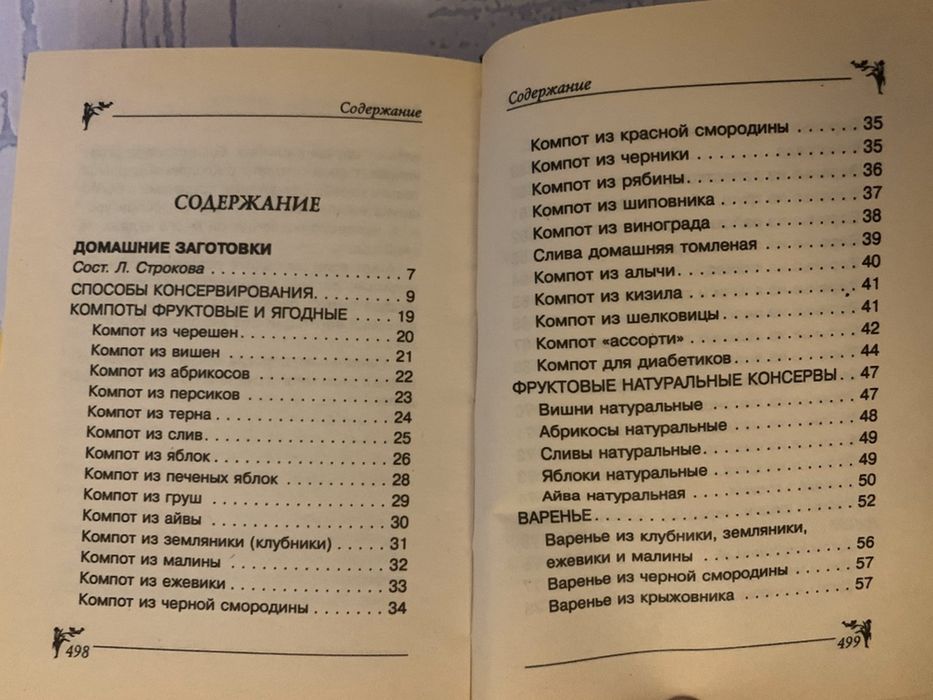 Содержание
СОДЕРЖАНИЕ
ДОМАШНИЕ ЗАГОТОВКИ
Сост. Л. Строкова . . . . . . . . . . . . . . . . . . . 7
СПОСОБЫ КОНСЕРВИРОВАНИЯ. . . . . . . . . 9
КОМПОТЫ ФРУКТОВЫЕ И ЯГОДНЫЕ . . . . 19
Компот из черешен. . . . . . . . . . . . . . . . 20
Компот из вишен . . . . . . . . . . . . . . . . . 21
Компот из абрикосов . . . . . . . . . . . . . . 22
Компот из персиков . . . . . . . . . . . . . . . 23
Компот из терна . . . . . . . . . . . . . . . . . . 24
Компот из слив. . . . . . . . . . . . . . . . . . . 25
Компот из яблок . . . . . . . . . . . . . . . . . . 26
Компот из печеных яблок . . . . . . . . . . . 28
Компот из груш . . . . . . . . . . . . . . . . . . 29
Компот из айвы . . . . . . . . . . . . . . . . . . 30
Компот из земляники (клубники) . . . . . . 31
Компот из малины . . . . . . . . . . . . . . . . 32
Компот из ежевики . . . . . . . . . . . . . . . . 33
Компот из черной смородины . . . . . . . . 34
498
Содержание
Компот из красной смородины . . . . . . 35
Компот из черники . . . . . . . . . . . . . . . 35
Компот из рябины. . . . . . . . . . . . . . . . 36
Компот из шиповника . . . . . . . . . . . . . 37
Компот из винограда . . . . . . . . . . . . . 38
Слива домашняя томленая . . . . . . . . . 39
Компот из алычи. . . . . . . . . . . . . . . . . 40
Компот из кизила . . . . . . . . . . . . . . . . 41
Компот из шелковицы . . . . . . . . . . . . . 41
Компот «ассорти» . . . . . . . . . . . . . . . . 42
Компот для диабетиков. . . . . . . . . . . . 44
ФРУКТОВЫЕ НАТУРАЛЬНЫЕ КОНСЕРВЫ. . 47
Вишни натуральные . . . . . . . . . . . . . . 47
Абрикосы натуральные . . . . . . . . . . . . 48
Сливы натуральные. . . . . . . . . . . . . . . 49
Яблоки натуральные . . . . . . . . . . . . . . 49
Айва натуральная . . . . . . . . . . . . . . . . 50
ВАРЕНЬЕ. . . . . . . . . . . . . . . . . . . . . . . . 52
Варенье из клубники, земляники,
ежевики и малины . . . . . . . . . . . . . . . 56
Варенье из черной смородины . . . . . . 57
Варенье из крыжовника . . . . . . . . . . . 57
499